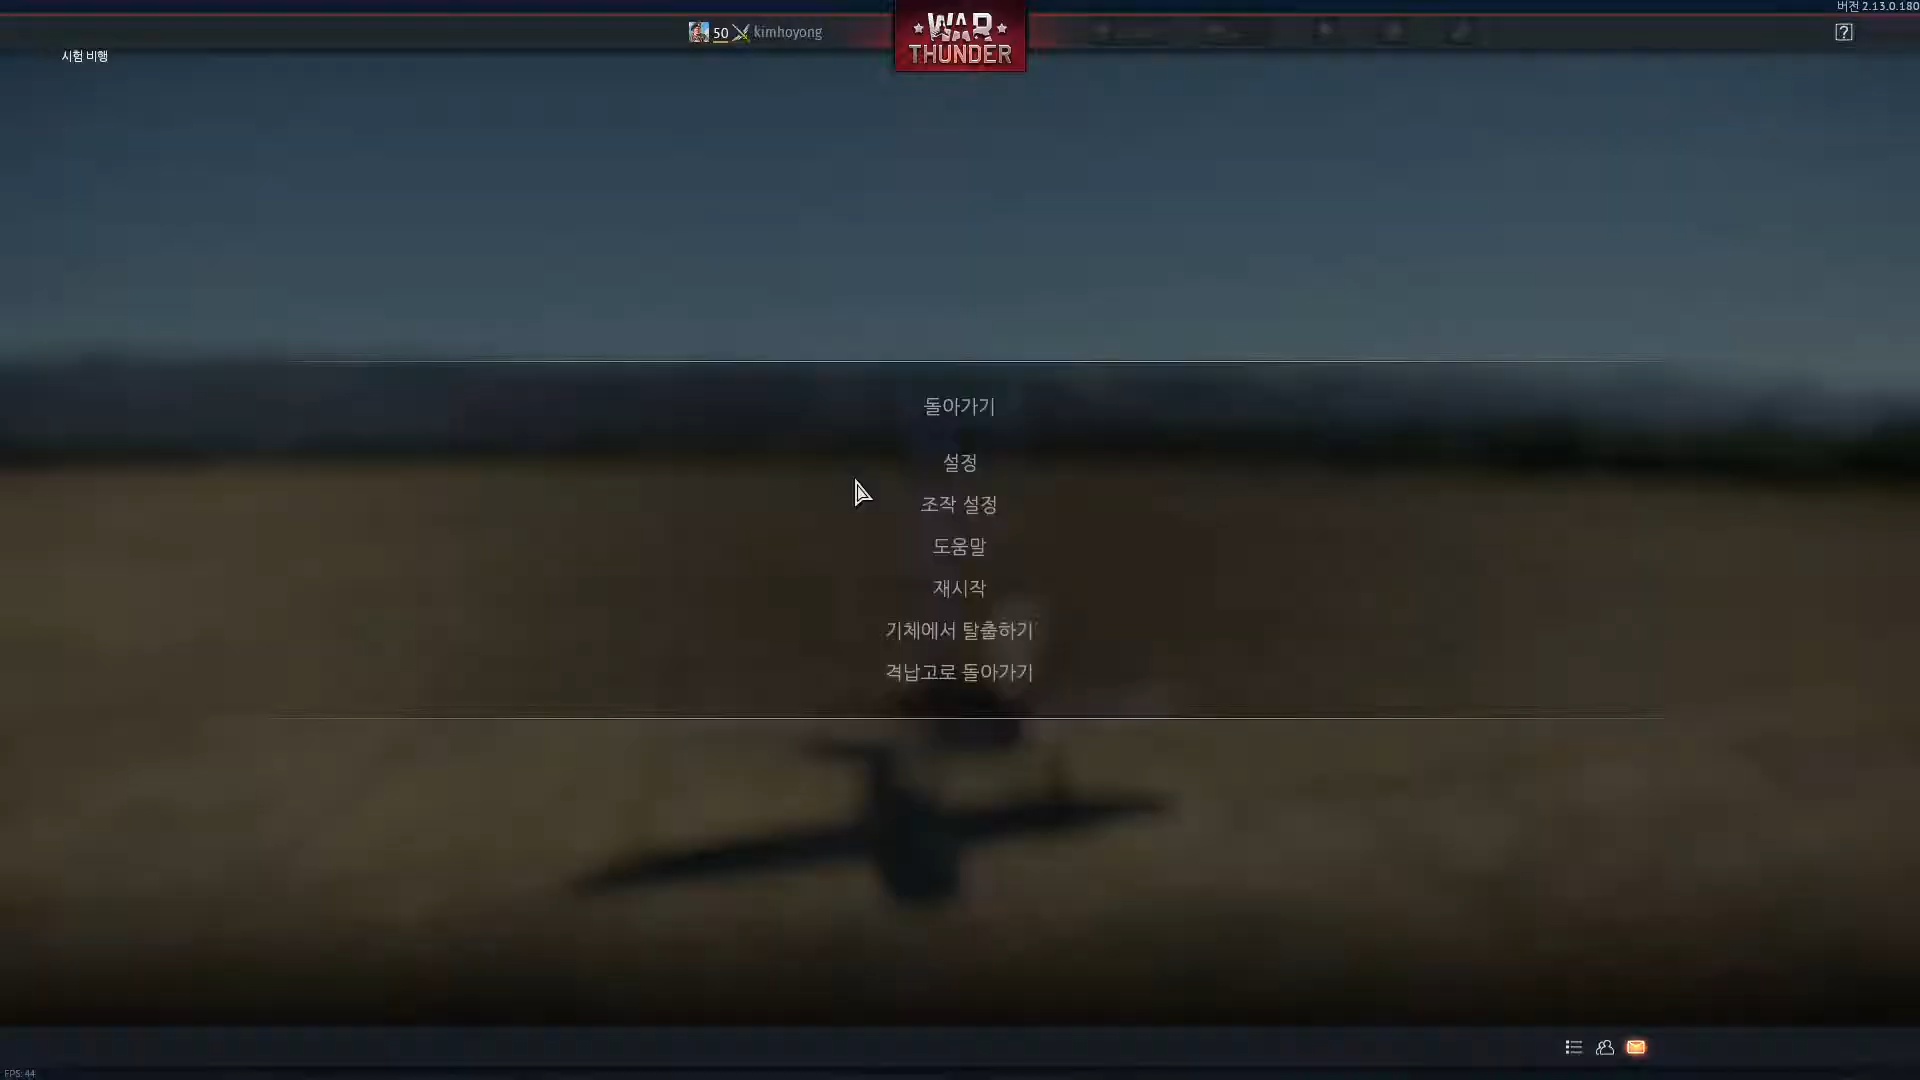 버전 2.13.0.180
50 kimhoyong
WAR THUNDER
?
시험 비행
돌아가기
설정
조작 설정
도움말
재시작
기체에서 탈출하기
격납고로 돌아가기
FPS: 44